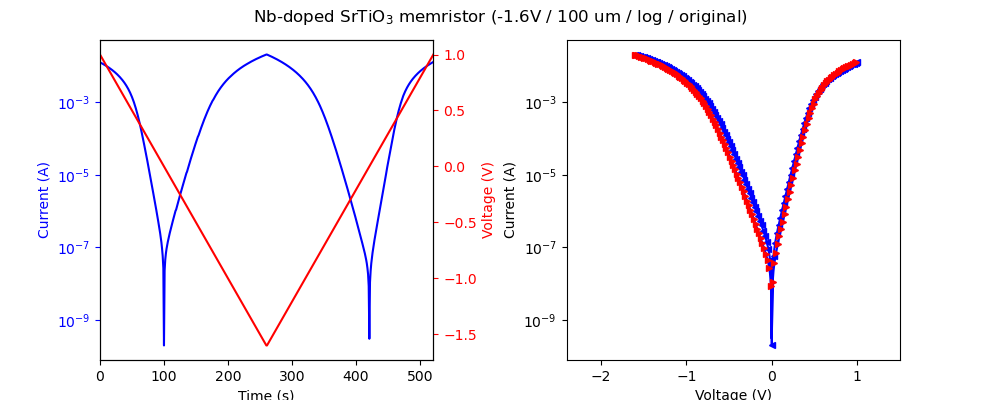 Nb-doped SrTiO₃ memristor (-1.6V / 100 um / log / original)
Current (A)
10⁻³
10⁻⁵
10⁻⁷
10⁻⁹
0 100 200 300 400 500
Time (s)
1.0
0.5
0.0
−0.5
−1.0
−1.5
Voltage (V)
Current (A)
10⁻³
10⁻⁵
10⁻⁷
10⁻⁹
−2 −1 0 1
Voltage (V)